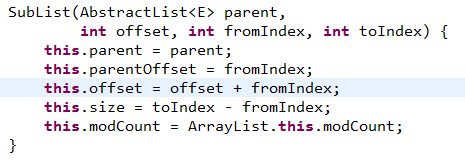 SubList(AbstractList<E> parent,
        int offset, int fromIndex, int toIndex) {
    this.parent = parent;
    this.parentOffset = fromIndex;
    this.offset = offset + fromIndex;
    this.size = toIndex - fromIndex;
    this.modCount = ArrayList.this.modCount;
}